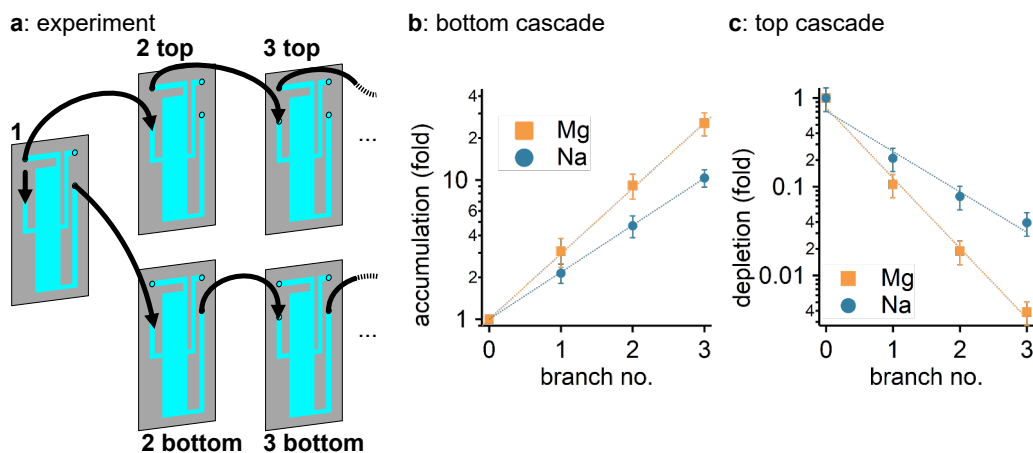 a: experiment
2 top
3 top
1
...
...
2 bottom
3 bottom
b: bottom cascade
accumulation (fold)
4
2
10
6
4
2
1
Mg
Na
0 1 2 3
branch no.
c: top cascade
depletion (fold)
1
4
2
0.1
4
2
0.01
4
Mg
Na
0 1 2 3
branch no.